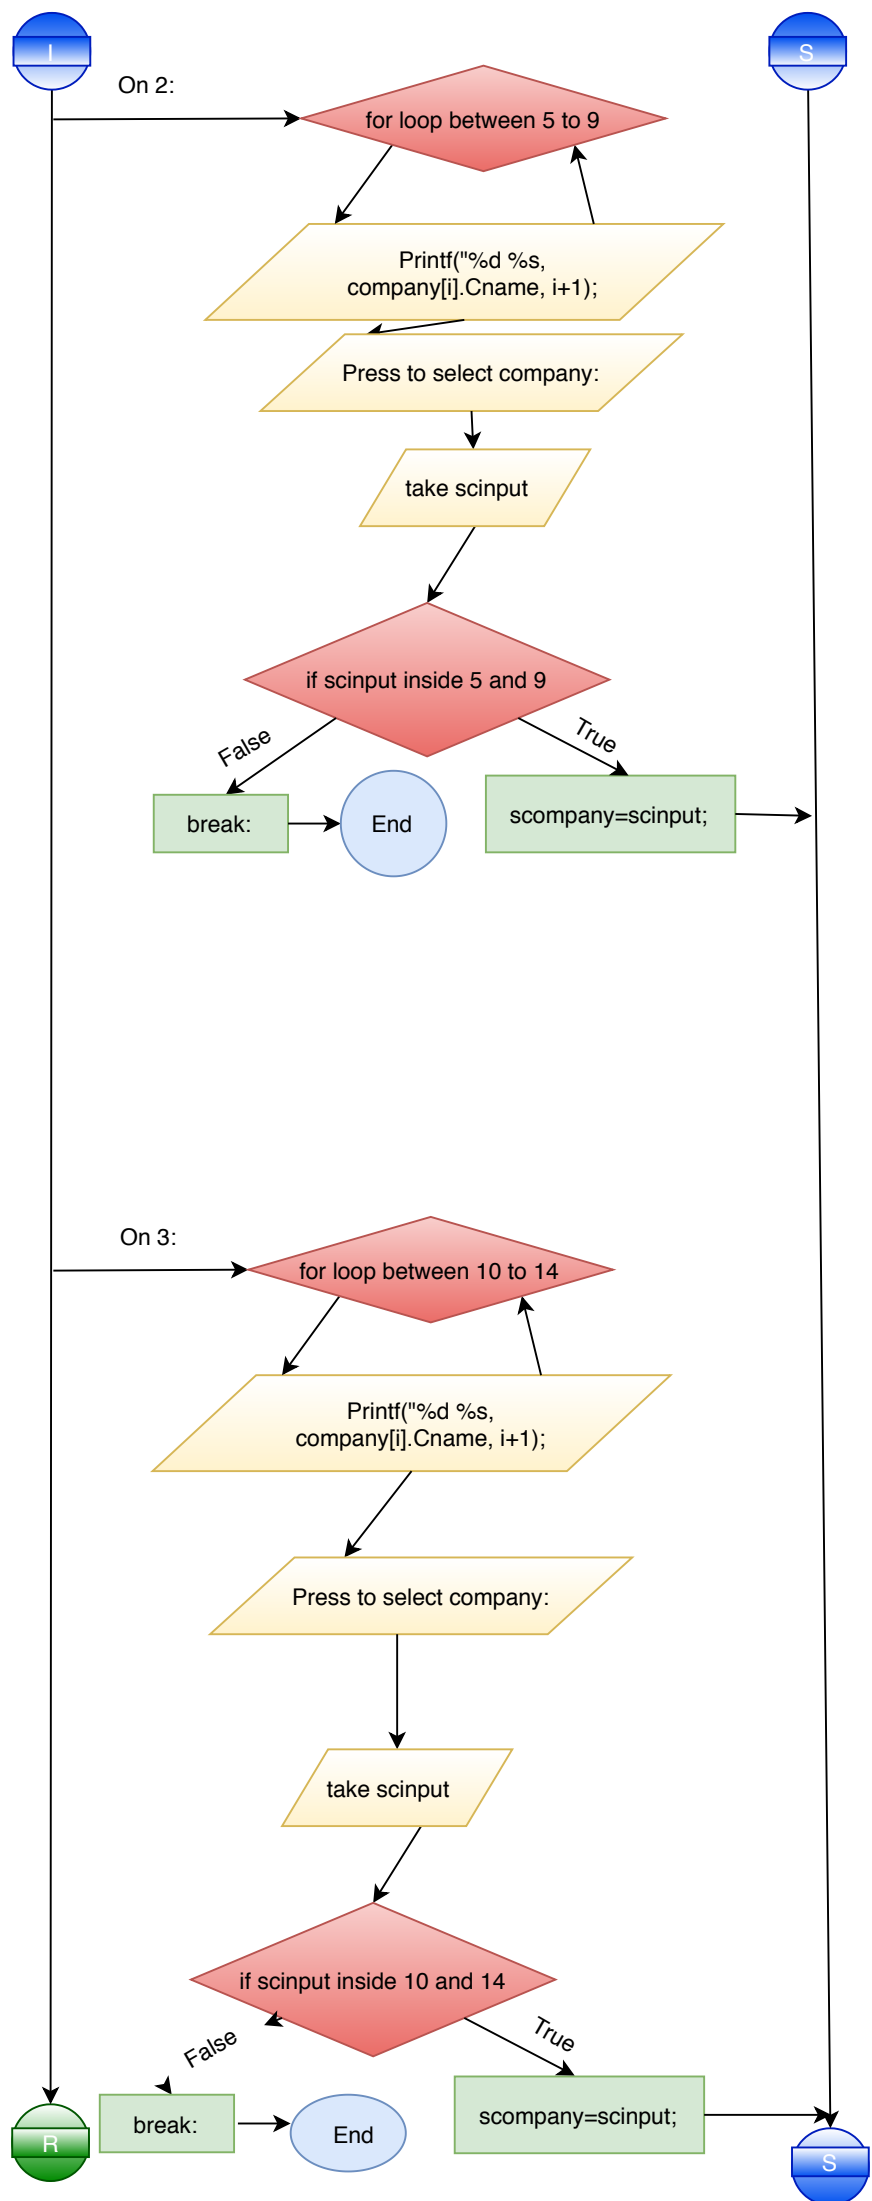 I
S
On 2:
for loop between 5 to 9
Printf("%d %s,
company[i].Cname, i+1);
Press to select company:
take scinput
if scinput inside 5 and 9
False
True
break:
End
scompany=scinput;
On 3:
for loop between 10 to 14
Printf("%d %s,
company[i].Cname, i+1);
Press to select company:
take scinput
if scinput inside 10 and 14
False
True
break:
End
scompany=scinput;
R
S